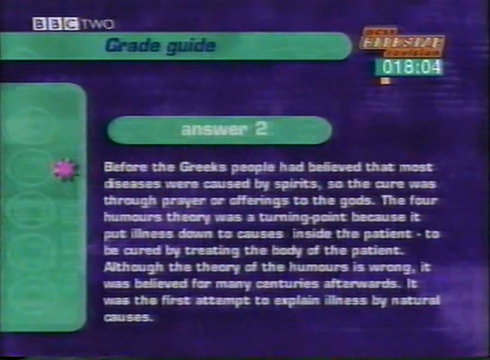 BBC TWO
Grade guide
GCSE
BITESIZE
revision
018:04
answer 2
Before the Greeks people had believed that most
diseases were caused by spirits, so the cure was
through prayer or offerings to the gods. The four
humours theory was a turning-point because it
put illness down to causes inside the patient - to
be cured by treating the body of the patient.
Although the theory of the humours is wrong, it
was believed for many centuries afterwards. It
was the first attempt to explain illness by natural
causes.